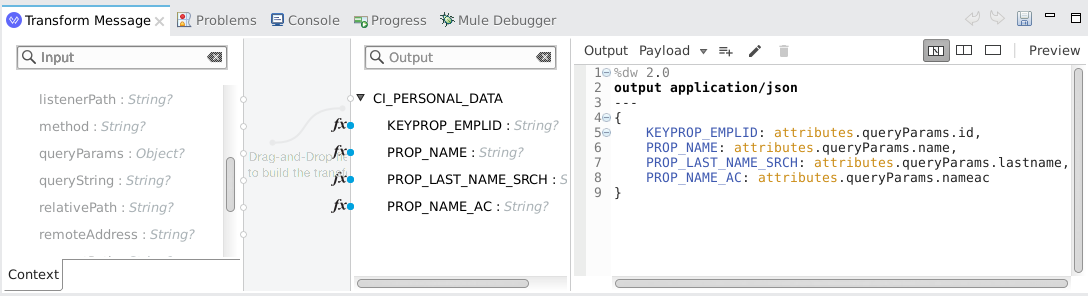 Transform Message Problems Console Progress Mule Debugger
Input
listenerPath : String?
method : String?
queryParams : Object?
queryString : String?
relativePath : String?
remoteAddress : String?
Context
Drag-and-Drop
to build the
Output
CI_PERSONAL_DATA
fx KEYPROP_EMPLID : String?
fx PROP_NAME : String?
fx PROP_LAST_NAME_SRCH : S
fx PROP_NAME_AC : String?
Output Payload Preview
1 %dw 2.0
2 output application/json
3 ---
4 {
5 KEYPROP_EMPLID: attributes.queryParams.id,
6 PROP_NAME: attributes.queryParams.name,
7 PROP_LAST_NAME_SRCH: attributes.queryParams.lastname,
8 PROP_NAME_AC: attributes.queryParams.nameac
9 }